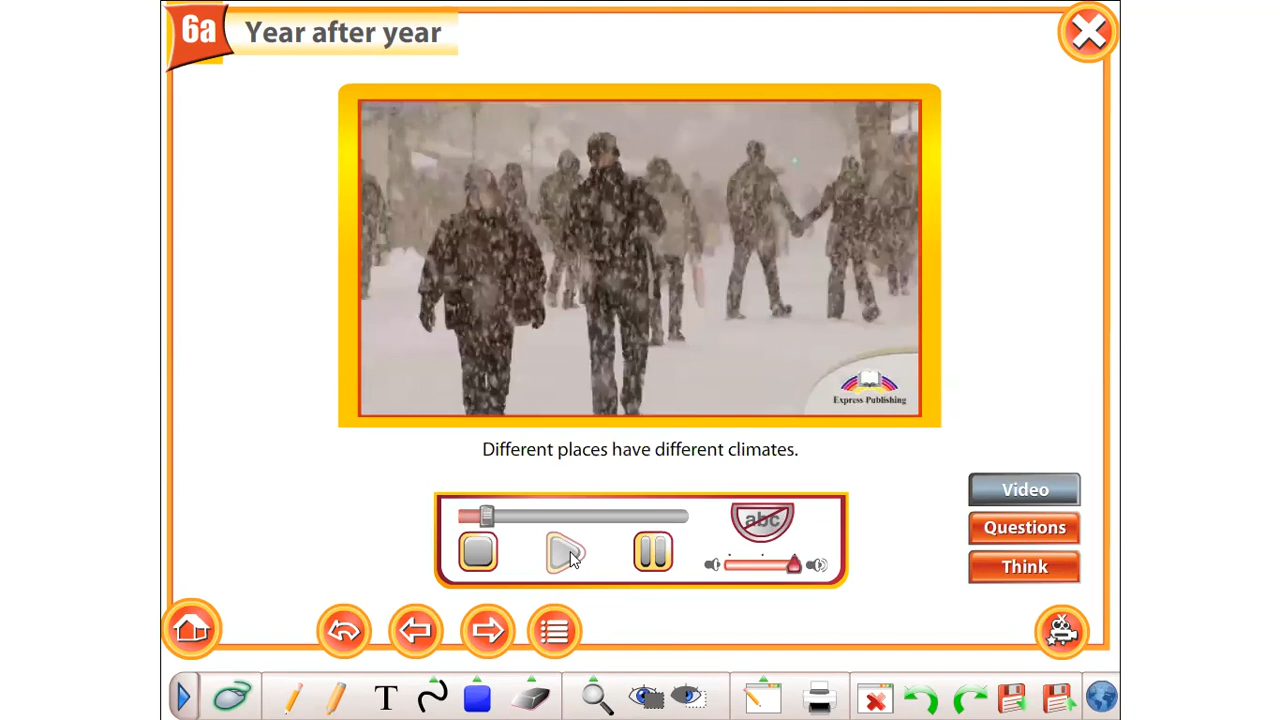 6a
Year after year
Express Publishing
Different places have different climates.
abc
Video
Questions
Think
T